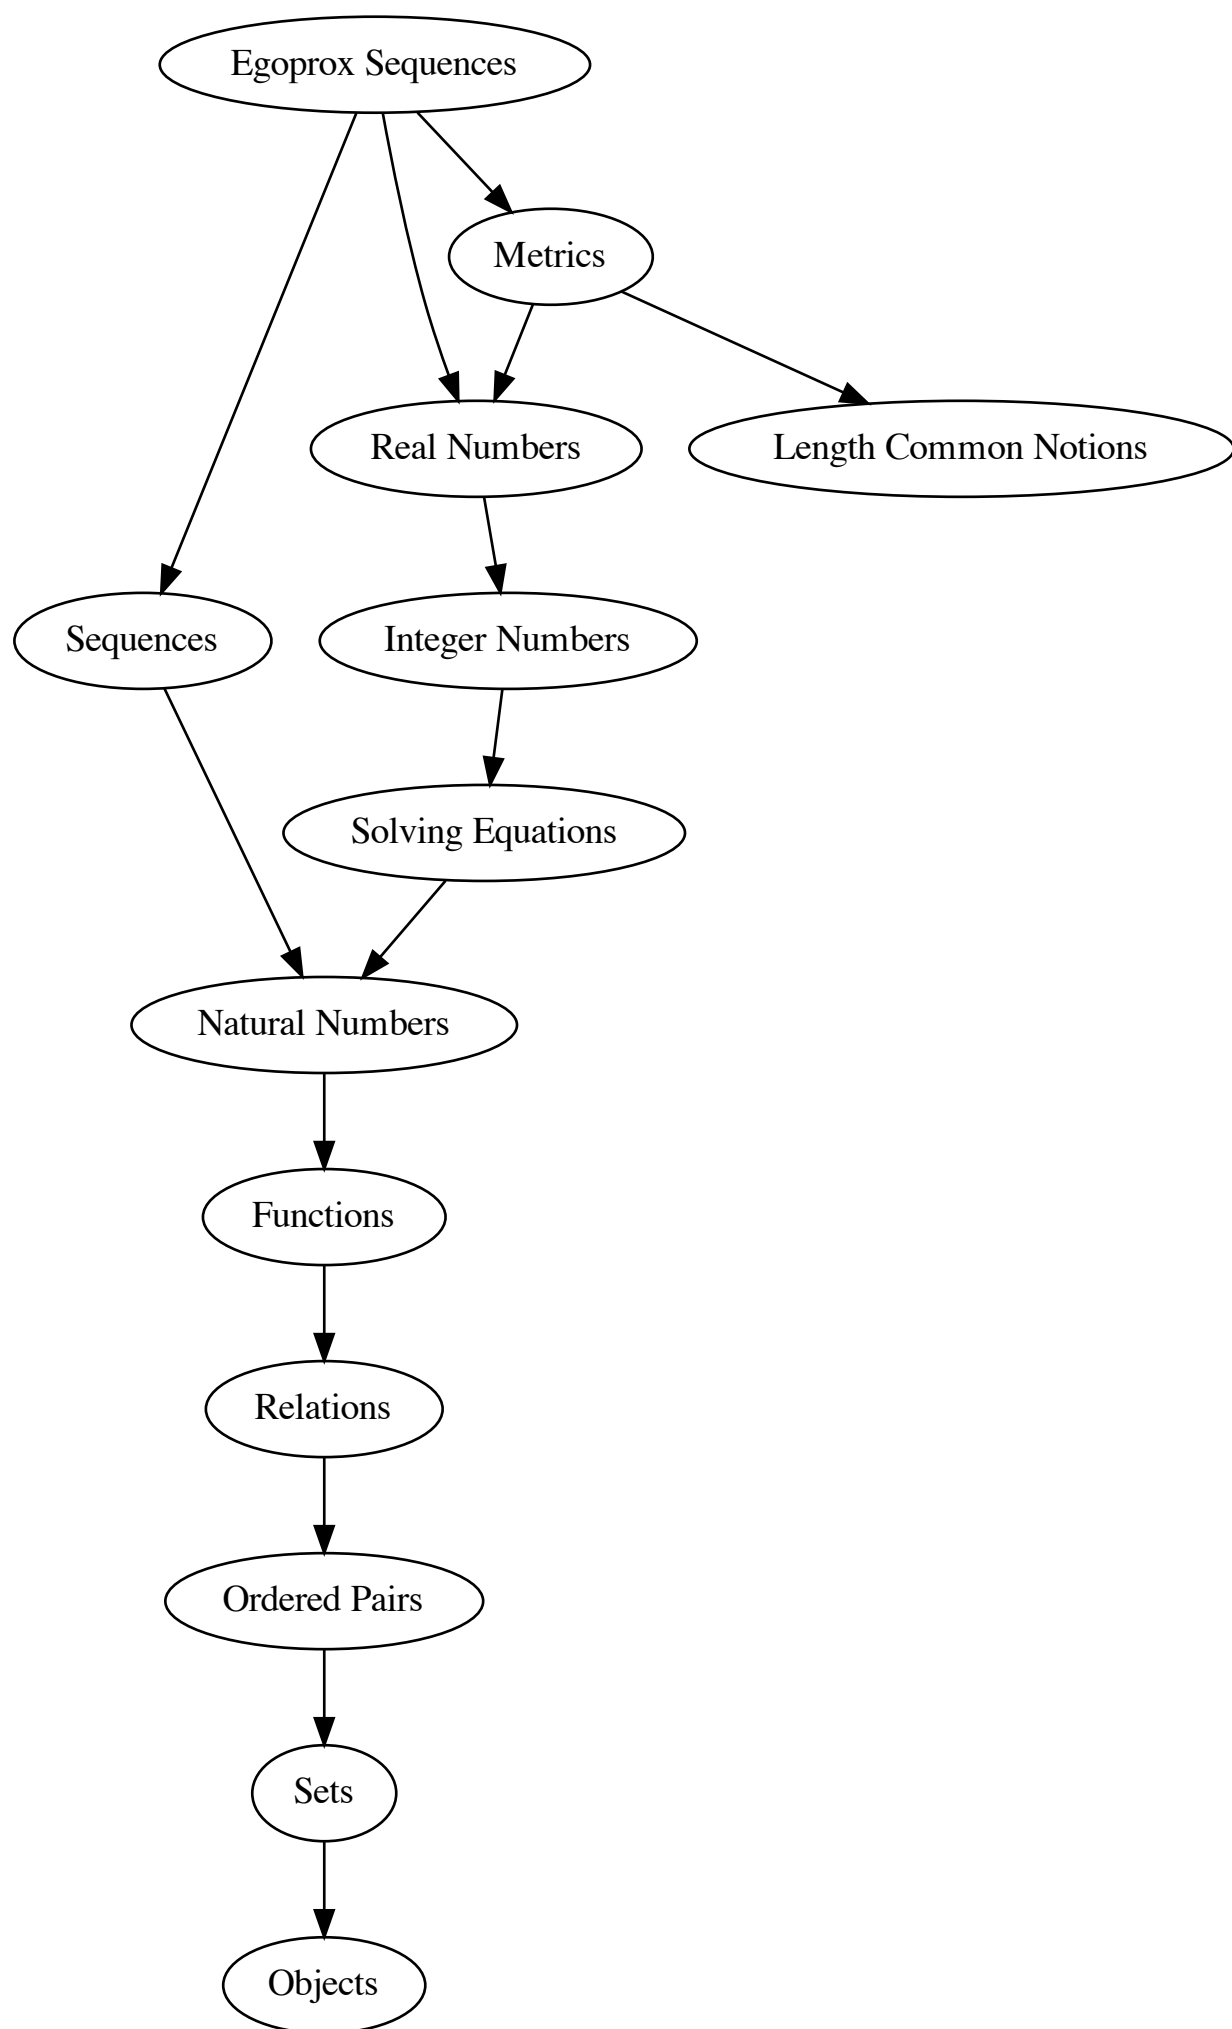 Egoprox Sequences
Metrics
Real Numbers
Length Common Notions
Sequences
Integer Numbers
Solving Equations
Natural Numbers
Functions
Relations
Ordered Pairs
Sets
Objects